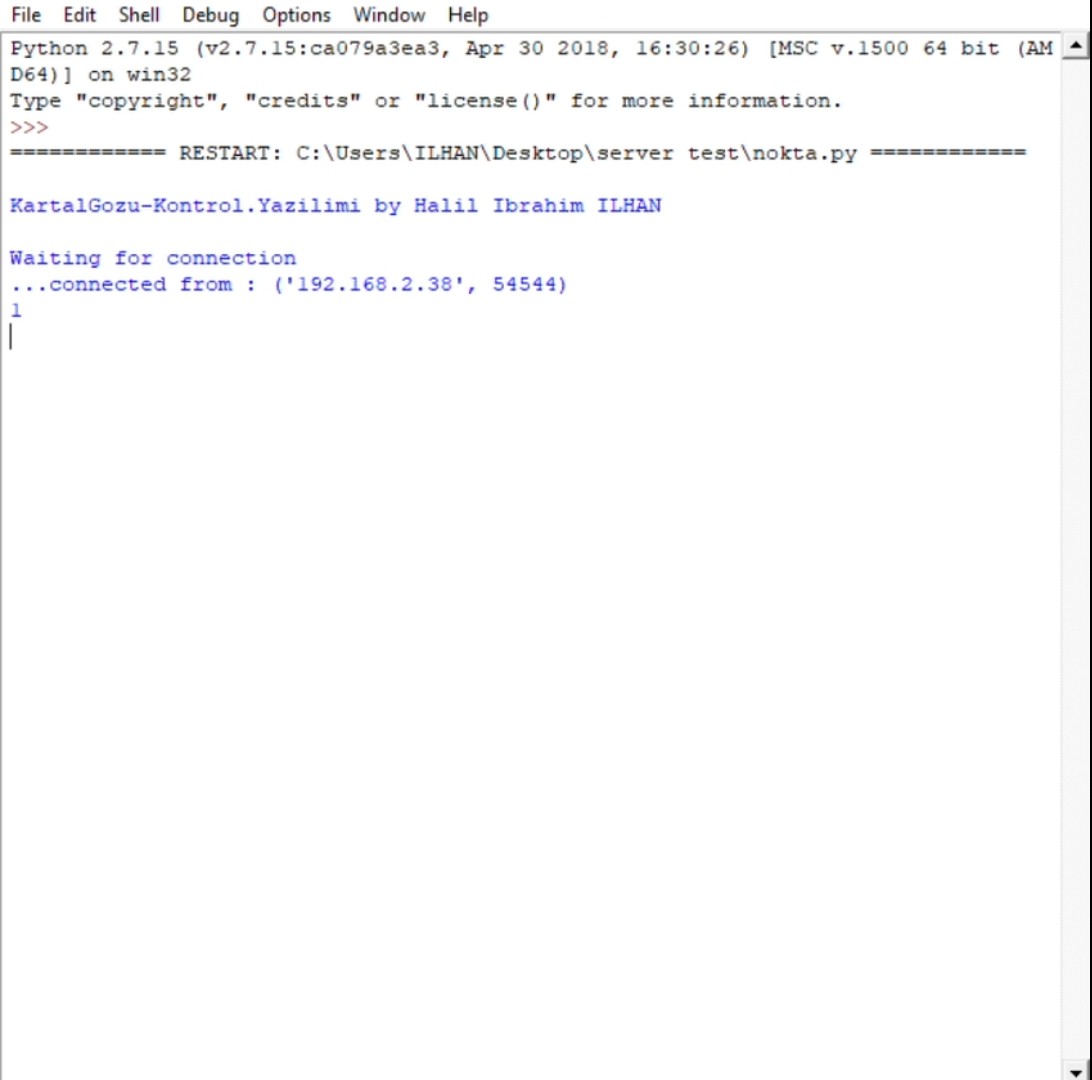 File Edit Shell Debug Options Window Help
Python 2.7.15 (v2.7.15:ca079a3ea3, Apr 30 2018, 16:30:26) [MSC v.1500 64 bit (AM
D64)] on win32
Type "copyright", "credits" or "license()" for more information.
>>>
============ RESTART: C:\Users\ILHAN\Desktop\server test\nokta.py ============
KartalGozu-Kontrol.Yazilimi by Halil Ibrahim ILHAN
Waiting for connection
...connected from : ('192.168.2.38', 54544)
1